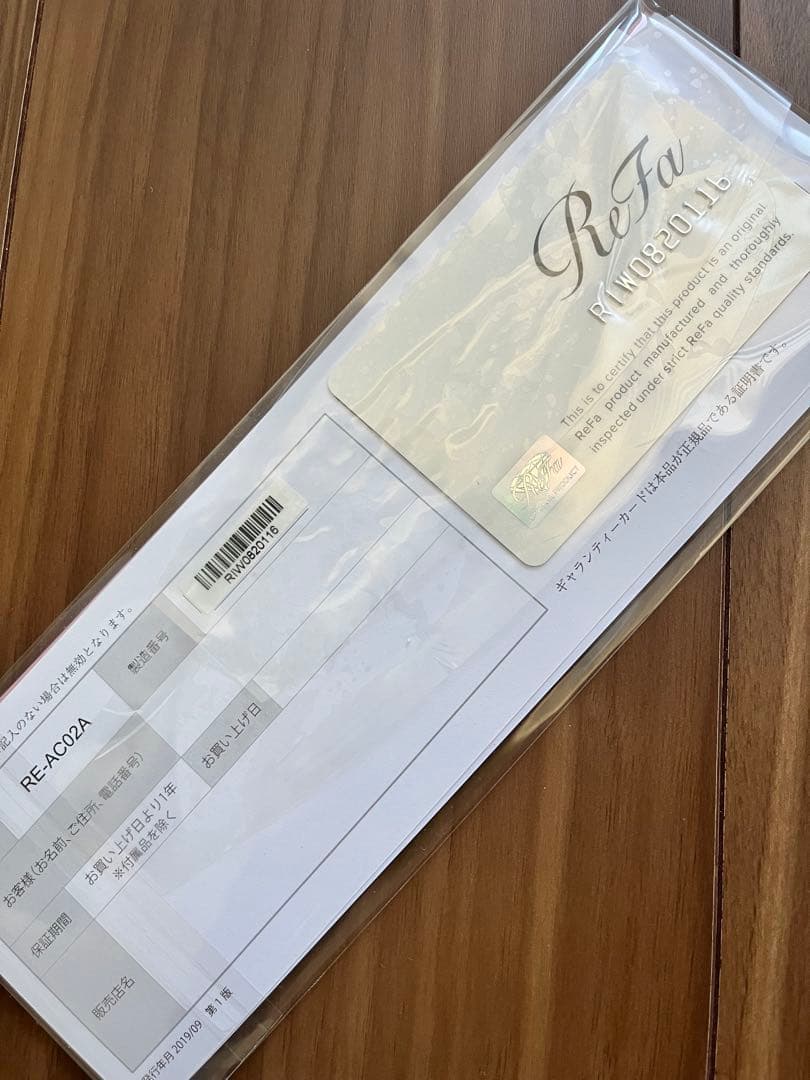 ReFa
RIW0820116
This is to certify that this product is an original
ReFa product manufactured and thoroughly
inspected under strict ReFa quality standards.
ReFa
PRODUCT
ギャランティーカードは本品が正規品である証明書です。
記入のない場合は無効となります。
RE-AC02A
製造番号
RIW0820116
お客様(お名前、ご住所、電話番号)
お買い上げ日
保証期間
お買い上げ日より1年
※付属品を除く
販売店名
発行年月 2019/09 第1版